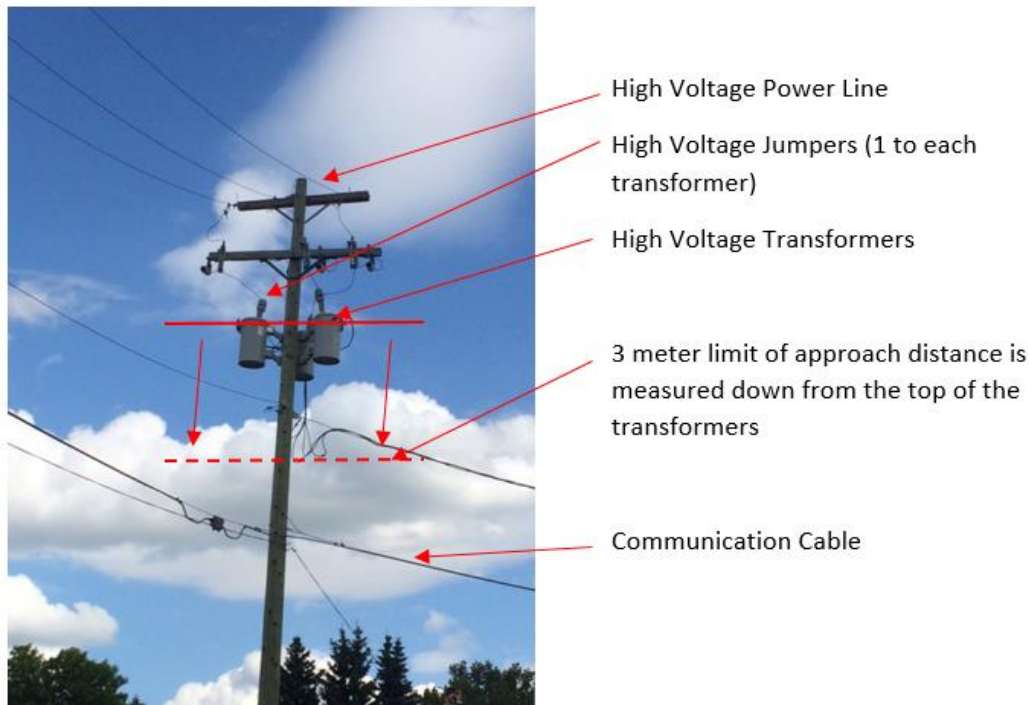 High Voltage Power Line
High Voltage Jumpers (1 to each
transformer)
High Voltage Transformers
3 meter limit of approach distance is
measured down from the top of the
transformers
Communication Cable